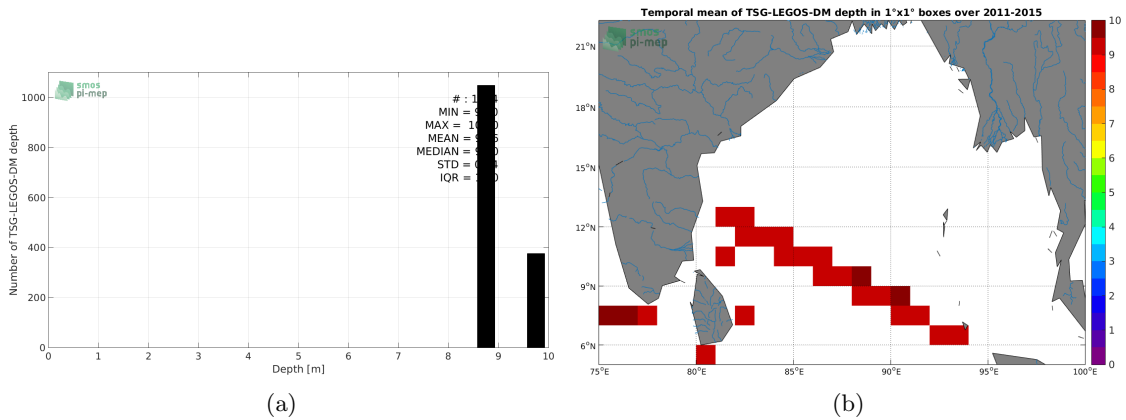 smos
pi-mep
1000
800
600
400
200
0
Number of TSG-LEGOS-DM depth
MIN =
MAX =
MEAN =
MEDIAN =
STD =
IQR =
0 1 2 3 4 5 6 7 8 9 10
Depth [m]
(a)
Temporal mean of TSG-LEGOS-DM depth in 1°x1° boxes over 2011-2015
smos
pi-mep
21°N
18°N
15°N
12°N
9°N
6°N
75°E 80°E 85°E 90°E 95°E 100°E
10
9
8
7
6
5
4
3
2
1
0
(b)